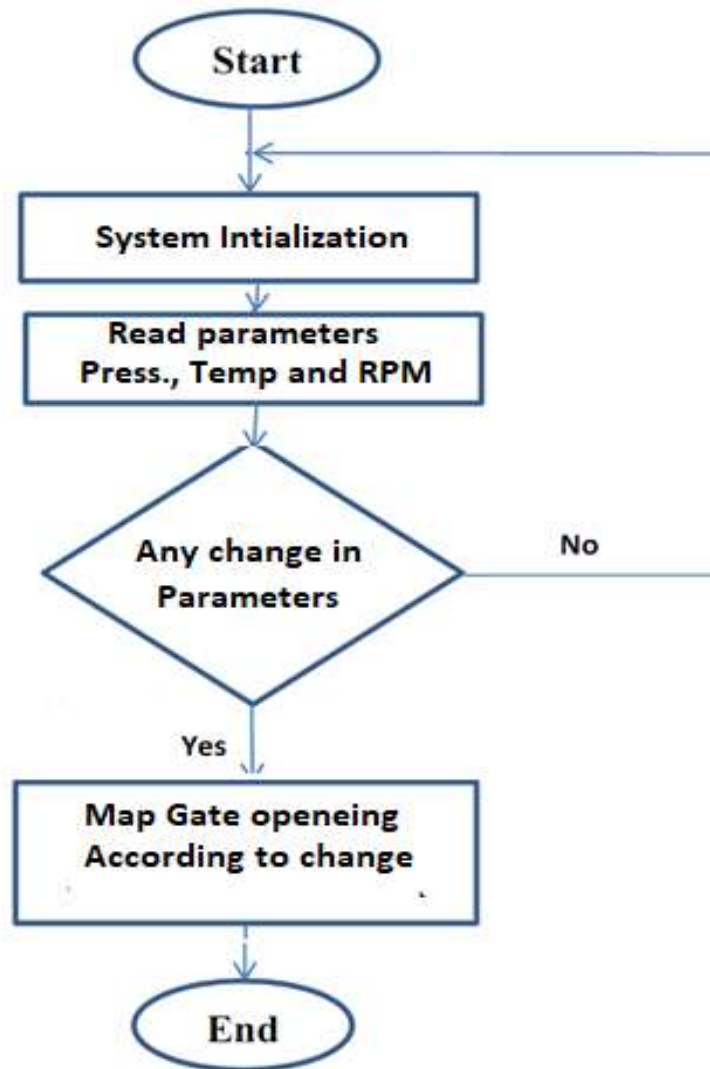 Start
System Intialization
Read parameters
Press., Temp and RPM
Any change in
Parameters
No
Yes
Map Gate openeing
According to change
End